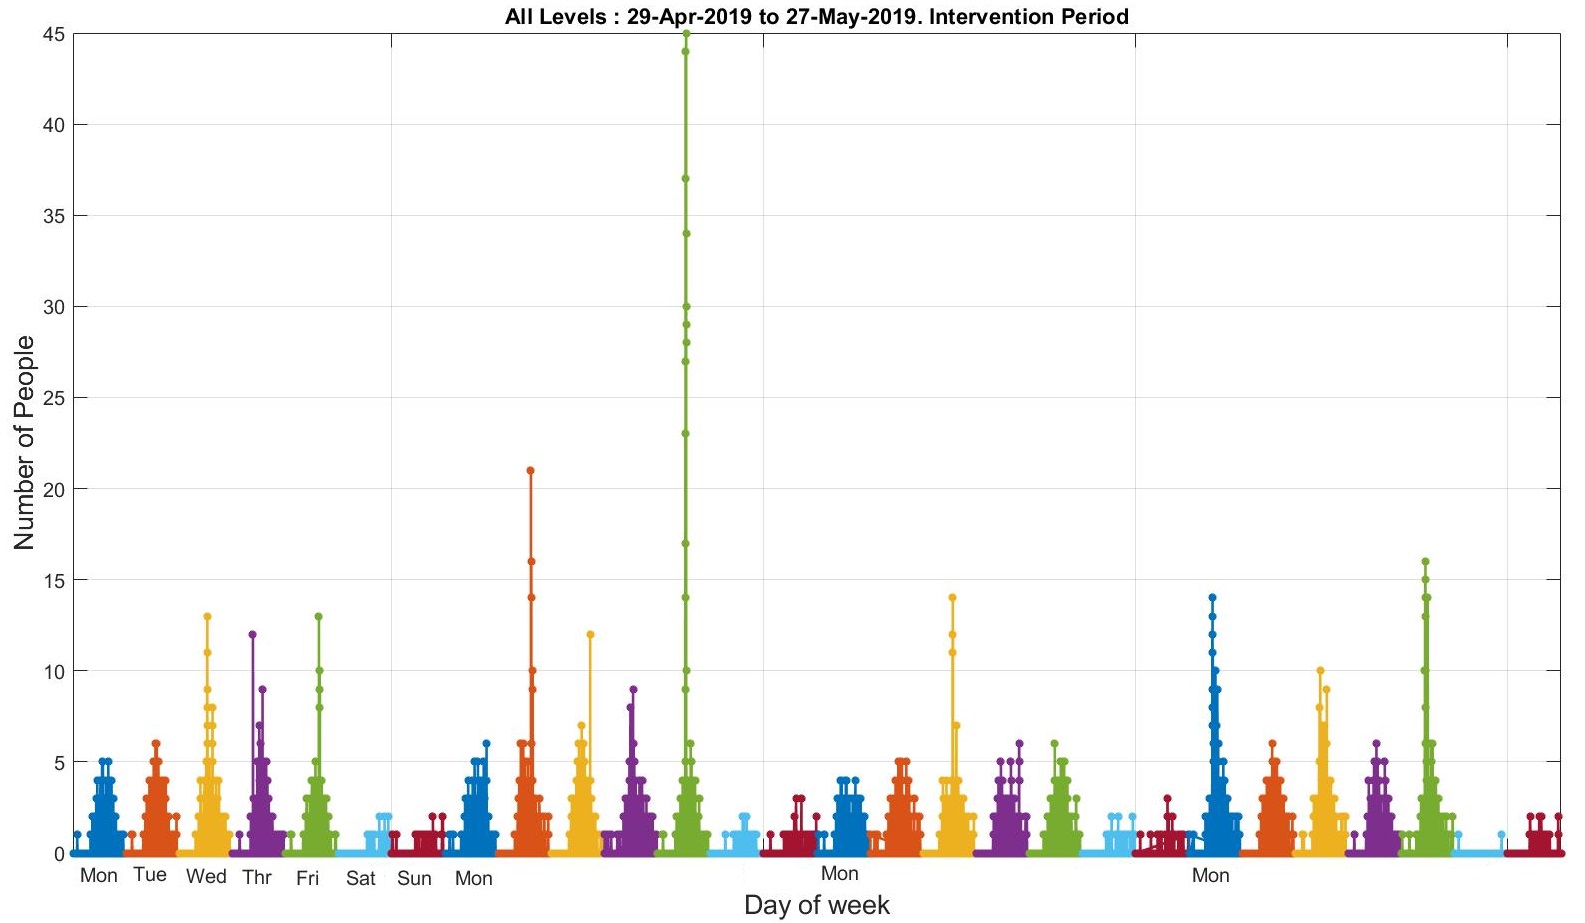 All Levels : 29-Apr-2019 to 27-May-2019. Intervention Period
45
40
35
30
25
20
15
10
5
0
Number of People
Mon Tue Wed Thr Fri Sat Sun Mon Mon Mon
Day of week